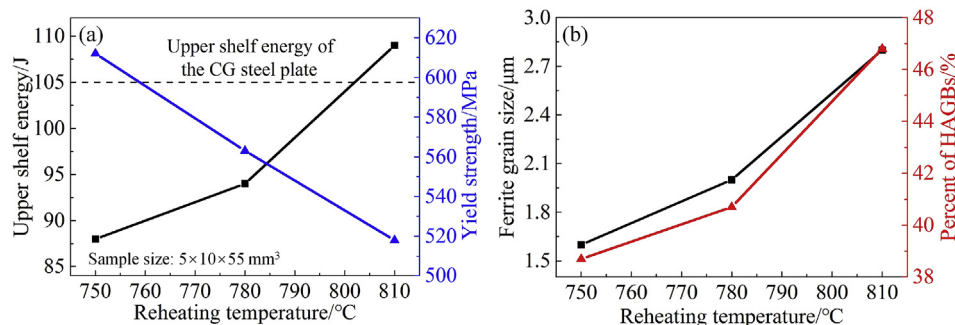 (a)
Upper shelf energy of
the CG steel plate
Sample size: 5×10×55 mm³
Upper shelf energy/J
110
105
100
95
90
85
Yield strength/MPa
620
600
580
560
540
520
500
750 760 770 780 790 800 810
Reheating temperature/℃
(b)
Ferrite grain size/μm
3.0
2.7
2.4
2.1
1.8
1.5
Percent of HAGBs/%
48
46
44
42
40
38
750 760 770 780 790 800 810
Reheating temperature/℃